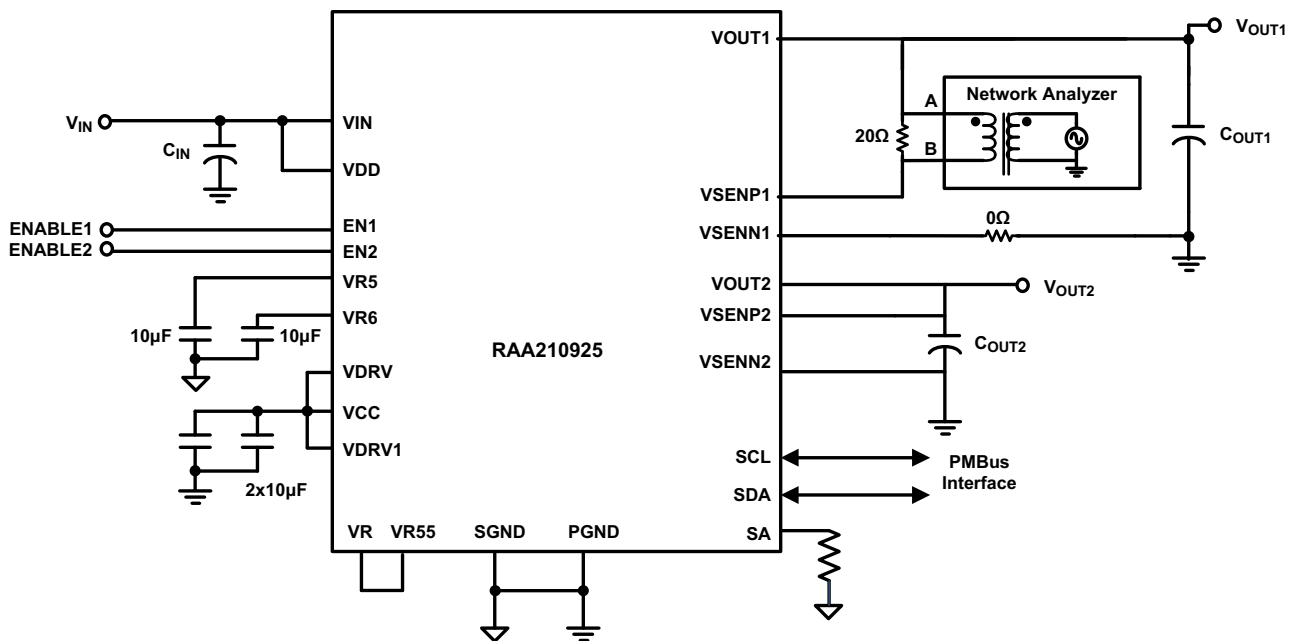 VOUT1
VOUT1
Network Analyzer
A
20Ω
B
COUT1
VIN
VIN
CIN
VDD
VSENP1
ENABLE1
EN1
VSENN1
0Ω
ENABLE2
EN2
VR5
VOUT2
VOUT2
VR6
VSENP2
10µF
10µF
RAA210925
COUT2
VSENN2
VDRV
VCC
VDRV1
SCL
PMBus
Interface
2x10µF
SDA
VR
VR55
SGND
PGND
SA